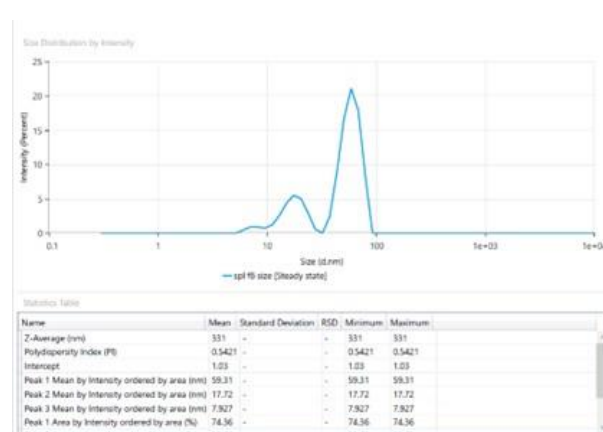 Size Distribution by Intensity
25
20
15
10
5
0
Intensity (Percent)
0.1 1 10 100 1e+03 1e+0
Size (d.nm)
spl f6 size [Steady state]
Statistics Table
Name Mean Standard Deviation RSD Minimum Maximum
Z-Average (nm) 331 - - 331 331
Polydispersity Index (PI) 0.5421 - - 0.5421 0.5421
Intercept 1.03 - - 1.03 1.03
Peak 1 Mean by Intensity ordered by area (nm) 59.31 - - 59.31 59.31
Peak 2 Mean by Intensity ordered by area (nm) 17.72 - - 17.72 17.72
Peak 3 Mean by Intensity ordered by area (nm) 7.927 - - 7.927 7.927
Peak 1 Area by Intensity ordered by area (%) 74.36 - - 74.36 74.36